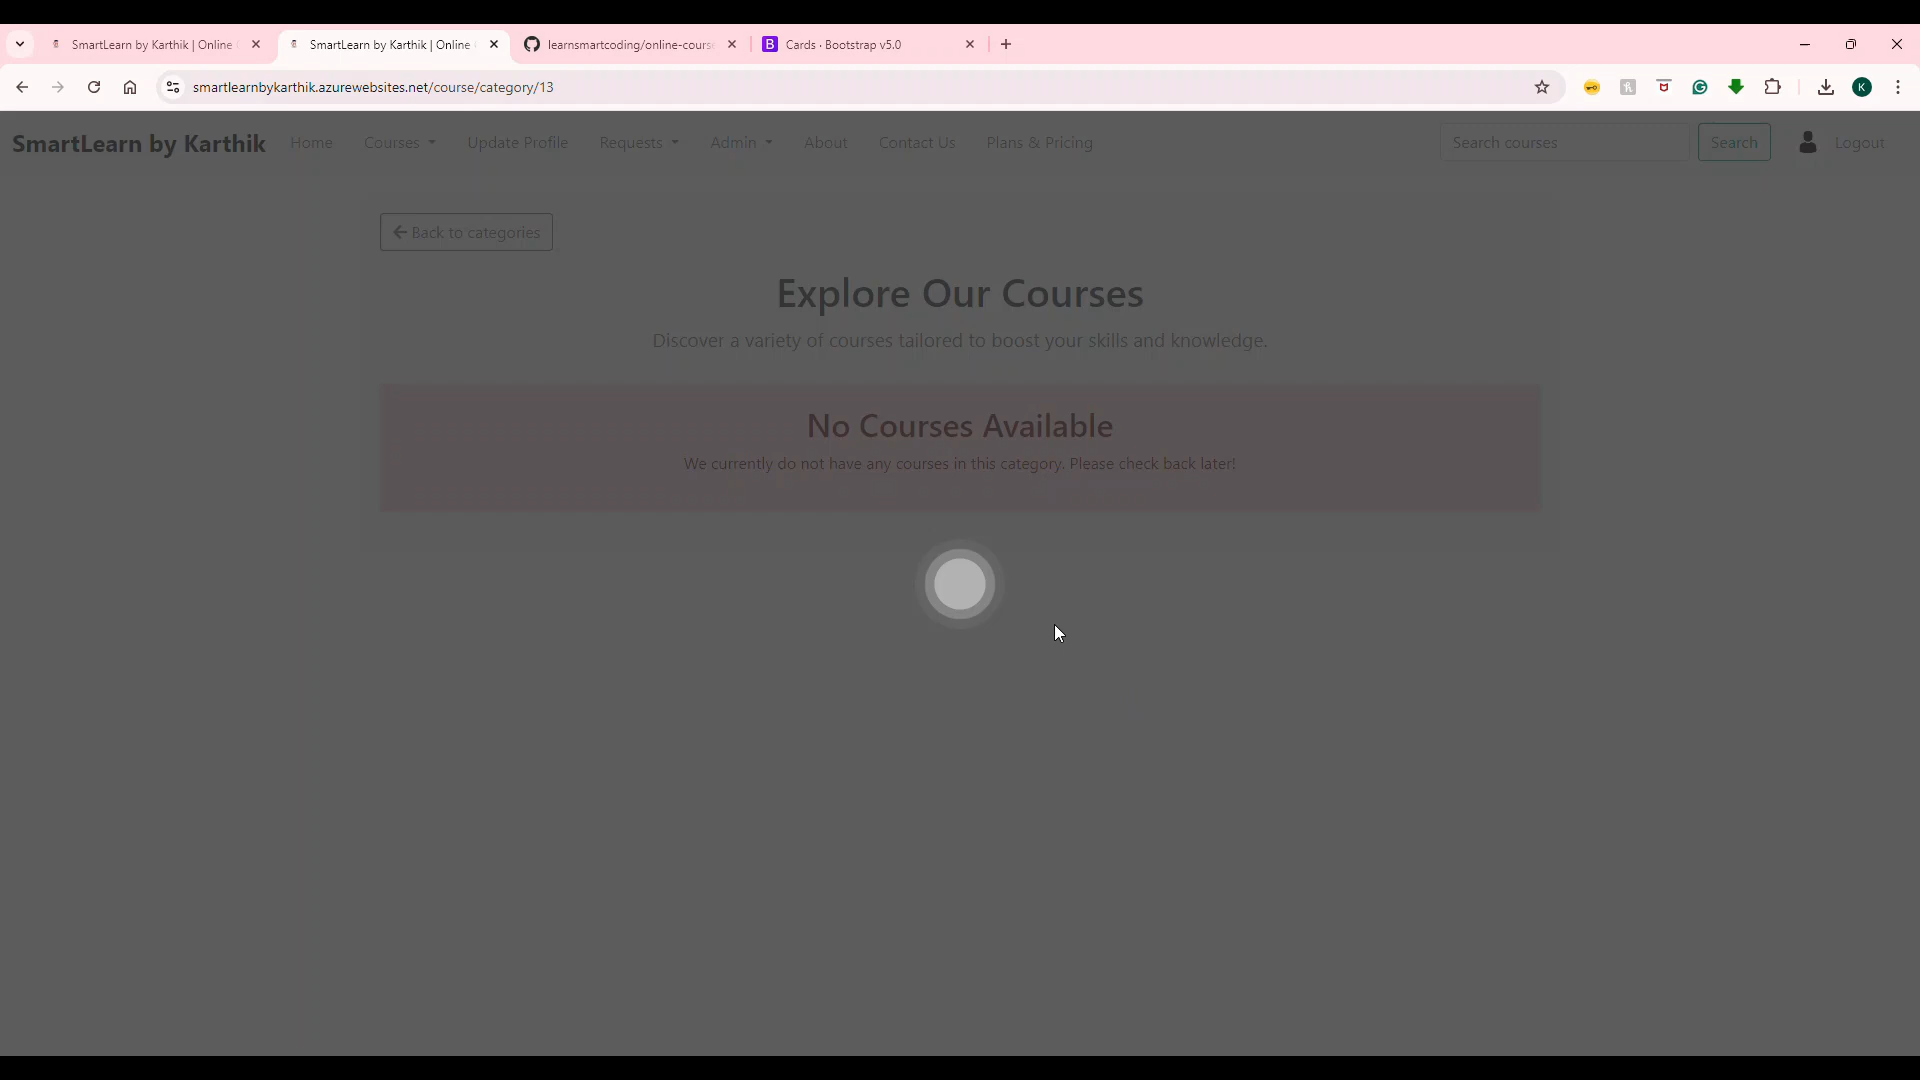 SmartLearn by Karthik | Online
SmartLearn by Karthik | Online
learnsmartcoding/online-cours
B
Cards · Bootstrap v5.0
smartlearnbykarthik.azurewebsites.net/course/category/13
K
SmartLearn by Karthik
Home
Courses
Update Profile
Requests
Admin
About
Contact Us
Plans & Pricing
Search courses
Search
Logout
Back to categories
Explore Our Courses
Discover a variety of courses tailored to boost your skills and knowledge.
No Courses Available
We currently do not have any courses in this category. Please check back later!